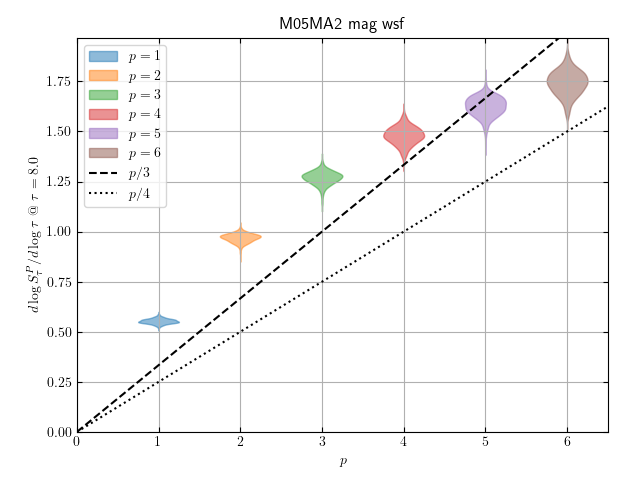 M05MA2 mag wsf
p = 1
p = 2
p = 3
p = 4
p = 5
p = 6
p/3
p/4
d log S_τ^P / d log τ @ τ = 8.0
1.75
1.50
1.25
1.00
0.75
0.50
0.25
0.00
0 1 2 3 4 5 6
p